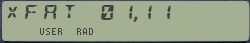 XFAT 01,11
USER RAD